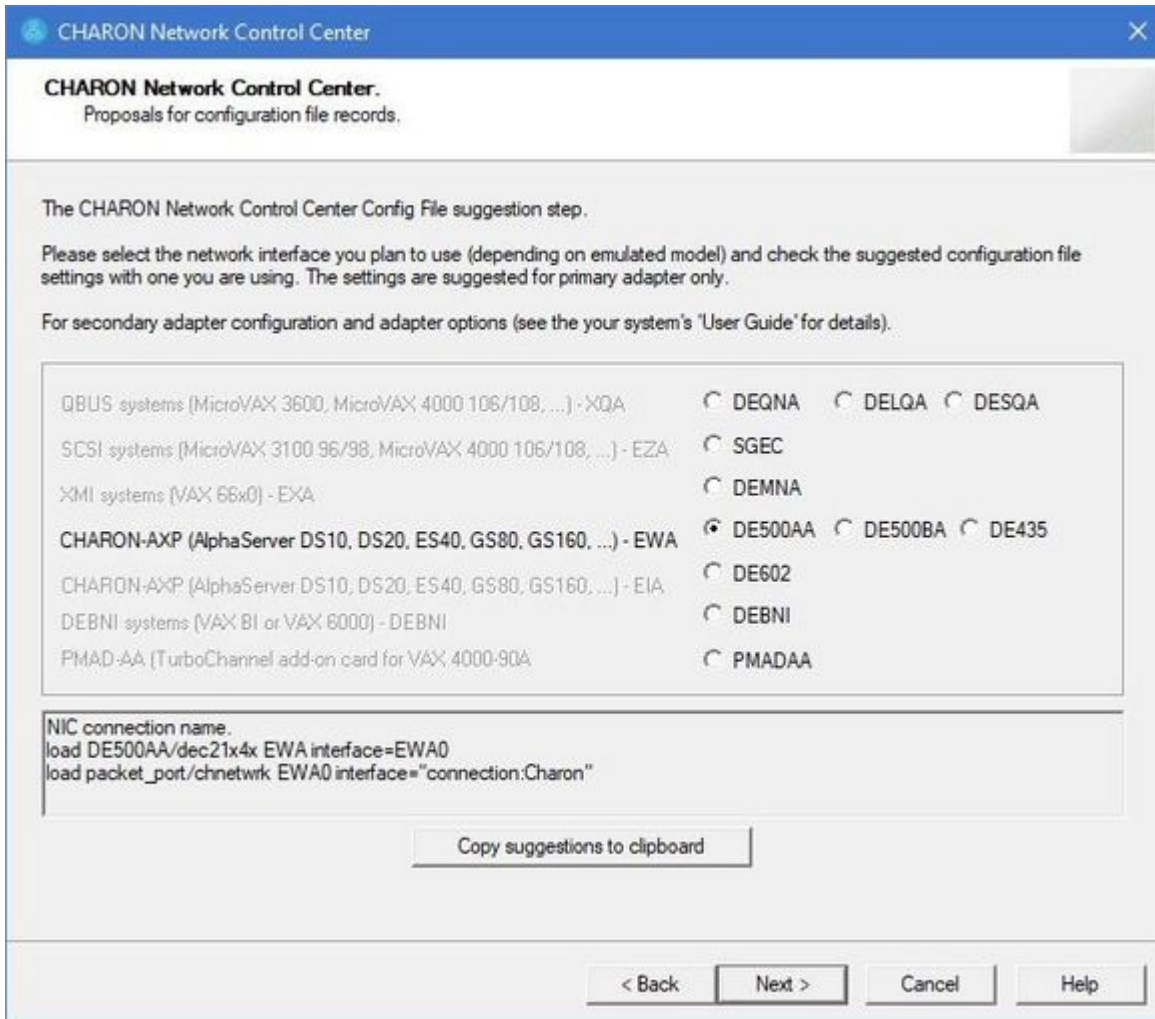 CHARON Network Control Center
CHARON Network Control Center.
Proposals for configuration file records.
The CHARON Network Control Center Config File suggestion step.
Please select the network interface you plan to use (depending on emulated model) and check the suggested configuration file
settings with one you are using. The settings are suggested for primary adapter only.
For secondary adapter configuration and adapter options (see the your system's 'User Guide' for details).
QBUS systems (MicroVAX 3600, MicroVAX 4000 106/108, ...) - XQA DEQNA DELQA DESQA
SCSI systems (MicroVAX 3100 96/98, MicroVAX 4000 106/108, ...) - EZA SGEC
XMI systems (VAX 66x0) - EXA DEMNA
CHARON-AXP (AlphaServer DS10, DS20, ES40, GS80, GS160, ...) - EWA DE500AA DE500BA DE435
CHARON-AXP (AlphaServer DS10, DS20, ES40, GS80, GS160, ...) - EIA DE602
DEBNI systems (VAX BI or VAX 6000) - DEBNI DEBNI
PMAD-AA (TurboChannel add-on card for VAX 4000-90A PMADAA
NIC connection name.
load DE500AA/dec21x4x EWA interface=EWA0
load packet_port/chnetwrk EWA0 interface="connection:Charon"
Copy suggestions to clipboard
< Back Next > Cancel Help